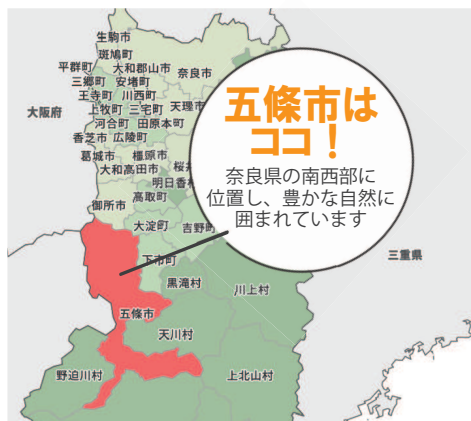 生駒市
斑鳩町
平群町
大和郡山市
奈良市
三郷町
安堵町
王寺町
川西町
天理市
上牧町
三宅町
河合町
田原本町
香芝市
広陵町
葛城市
橿原市
大和高田市
桜井
明日香村
高取町
御所市
大淀町
吉野町
下市町
黒滝村
川上村
五條市
天川村
野迫川村
上北山村
大阪府
三重県
五條市は
ココ！
奈良県の南西部に
位置し、豊かな自然に
囲まれています